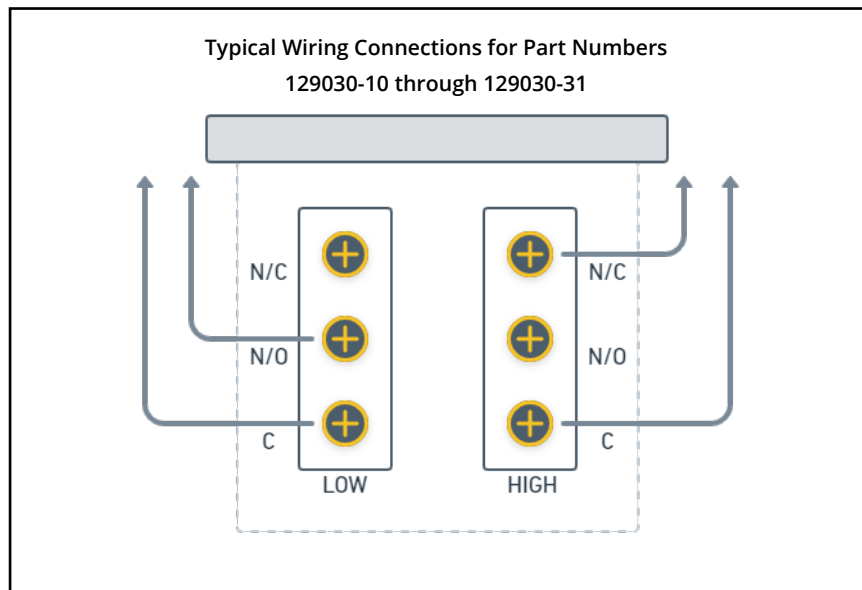 Typical Wiring Connections for Part Numbers
129030-10 through 129030-31
N/C
N/C
N/O
N/O
C
C
LOW
HIGH